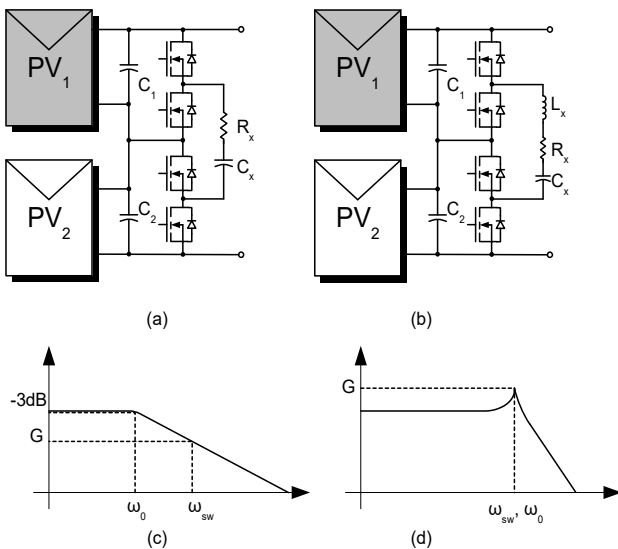 PV₁
C₁
Rₓ
Cₓ
PV₂
C₂
(a)
PV₁
C₁
Lₓ
Rₓ
Cₓ
PV₂
C₂
(b)
-3dB
G
ω₀
ωsw
(c)
G
ωsw, ω₀
(d)